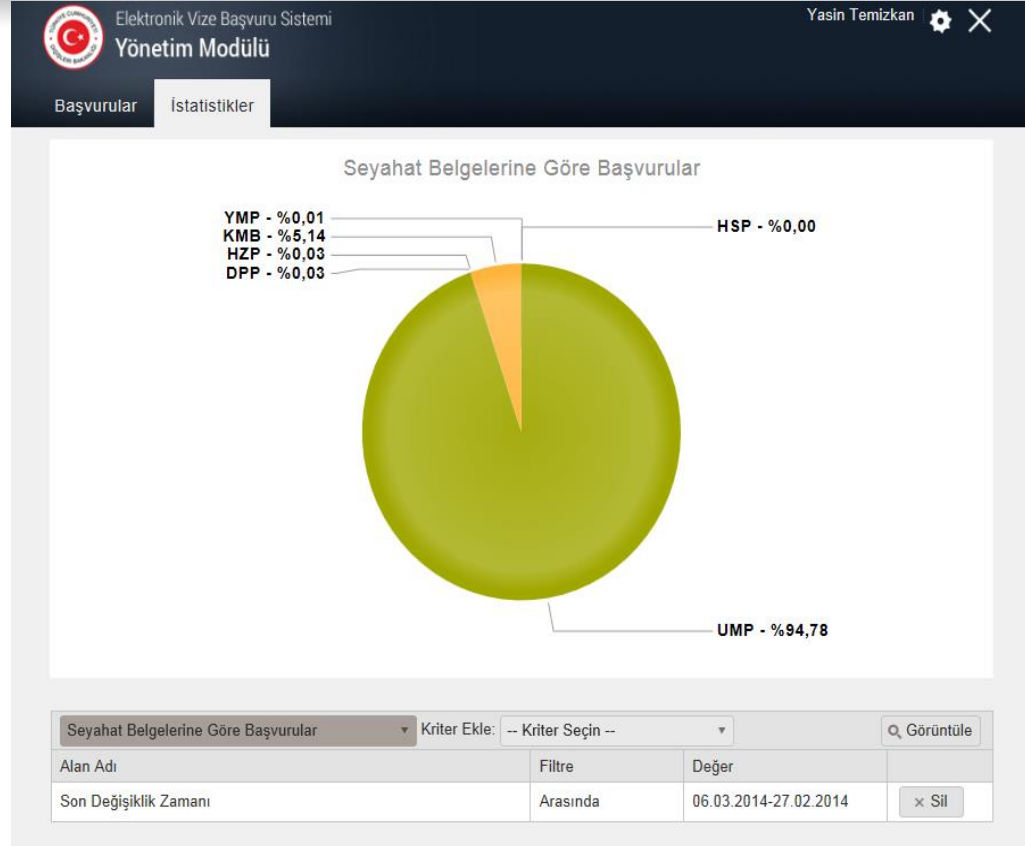 Elektronik Vize Başvuru Sistemi
Yönetim Modülü
Yasin Temizkan
Başvurular
İstatistikler
Seyahat Belgelerine Göre Başvurular
YMP - %0,01
KMB - %5,14
HZP - %0,03
DPP - %0,03
HSP - %0,00
UMP - %94,78
Seyahat Belgelerine Göre Başvurular Kriter Ekle: -- Kriter Seçin -- Görüntüle
Alan Adı Filtre Değer
Son Değişiklik Zamanı Arasında 06.03.2014-27.02.2014 × Sil